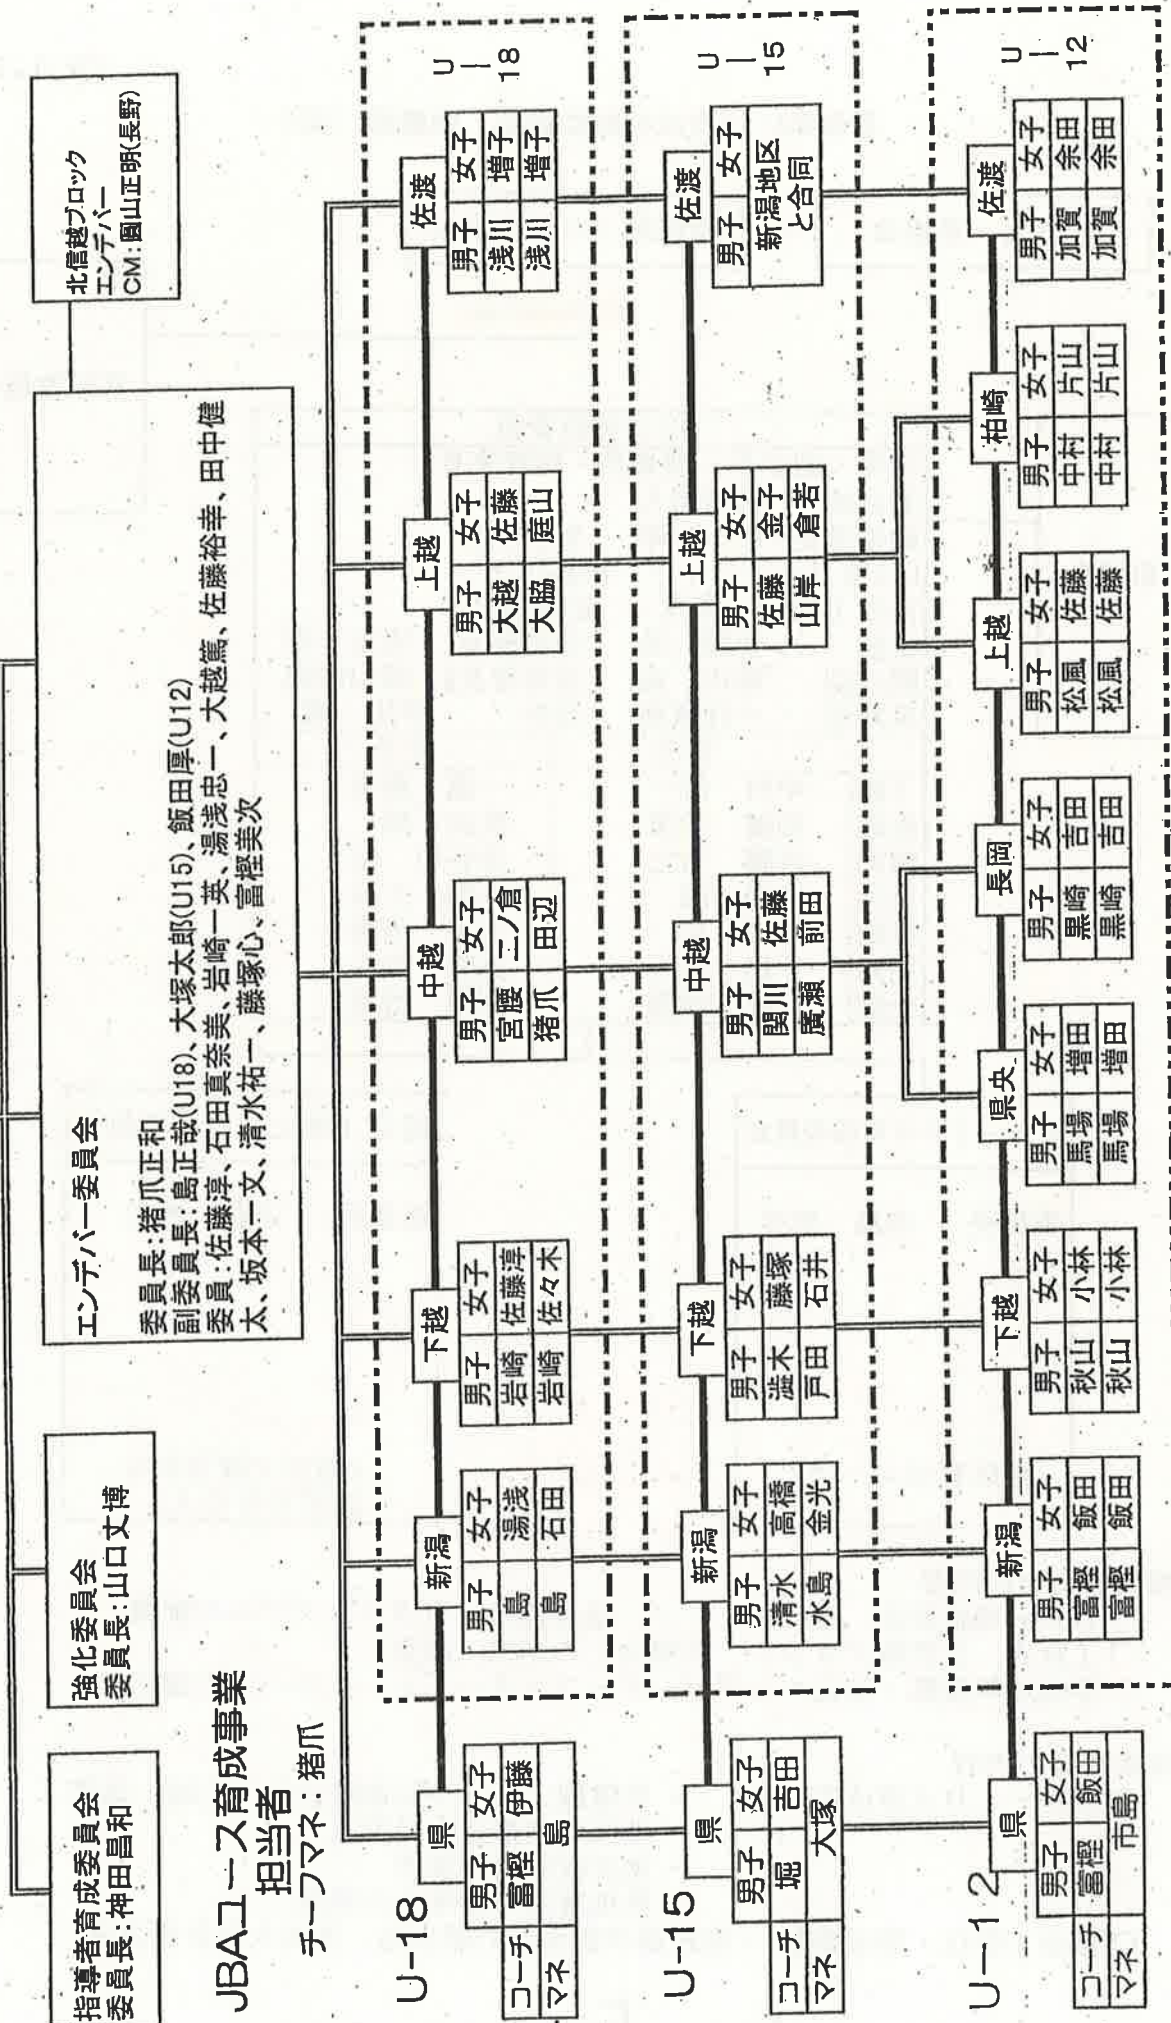 指導者育成委員会
委員長:神田昌和
強化委員会
委員長:山口文博
エンデバー委員会
委員長:猪爪正和
副委員長:島正哉(U18)、大塚太郎(U15)、飯田厚(U12)
委員:佐藤淳、石田真奈美、岩崎一英、湯浅忠一、大越篤、佐藤裕幸、田中健
太、坂本一文、清水祐一、藤塚心、富樫美次
北信越ブロック
エンデバー
CM:圓山正明(長野)
JBAユース育成事業
担当者
チーフマネ:猪爪
U-18
県 新潟 下越 中越 上越 佐渡
男子 女子 男子 女子 男子 女子 男子 女子 男子 女子 男子 女子
コーチ 富樫 伊藤 島 湯浅 岩崎 佐藤淳 宮腰 二ノ倉 大越 佐藤 浅川 増子
マネ 島 島 石田 岩崎 佐々木 猪爪 田辺 大脇 庭山 浅川 増子
U-18
U-15
県 新潟 下越 中越 上越 佐渡
男子 女子 男子 女子 男子 女子 男子 女子 男子 女子 男子 女子
コーチ 堀 吉田 清水 高橋 澁木 藤塚 関川 佐藤 佐藤 金子 新潟地区
マネ 大塚 水島 金光 戸田 石井 廣瀬 前田 山岸 倉若 と合同
U-15
U-12
県 新潟 下越 県央 長岡 上越 柏崎 佐渡
男子 女子 男子 女子 男子 女子 男子 女子 男子 女子 男子 女子 男子 女子 男子 女子
コーチ 富樫 飯田 富樫 飯田 秋山 小林 馬場 増田 黒崎 吉田 松風 佐藤 中村 片山 加賀 余田
マネ 市島 富樫 飯田 秋山 小林 馬場 増田 黒崎 吉田 松風 佐藤 中村 片山 加賀 余田
U-12